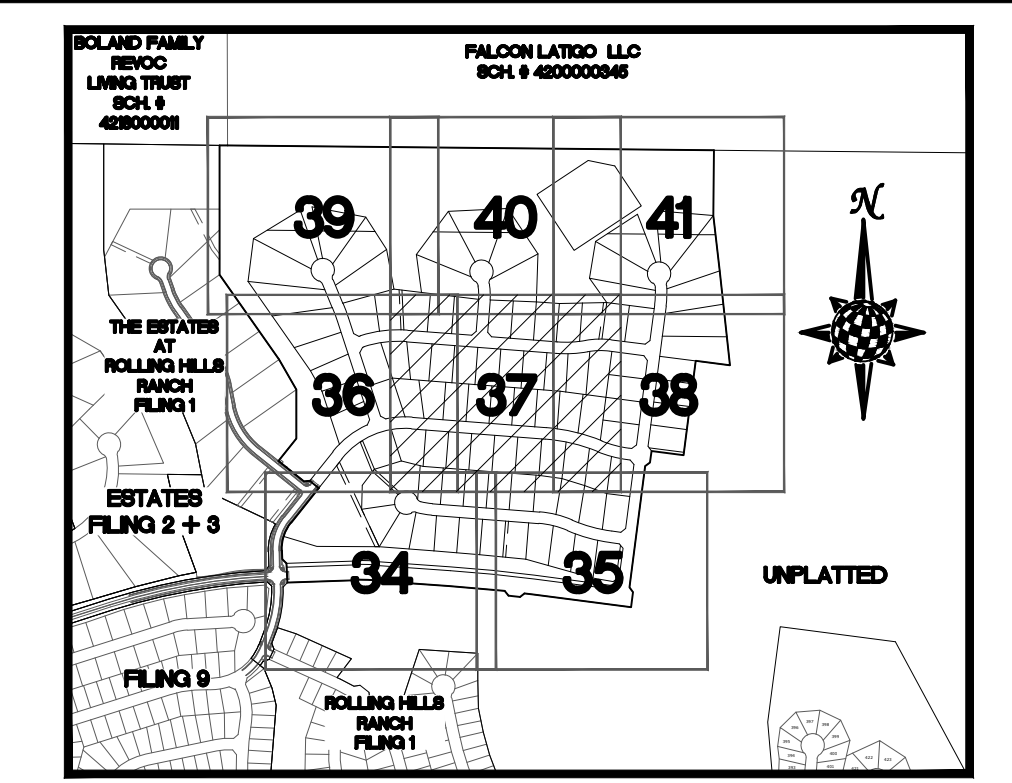 BOLAND FAMILY
REVOC
LIVING TRUST
SCH. #
4213000011
FALCON LATIGO LLC
SCH. # 4200000345
N
39
40
41
THE ESTATES
AT
ROLLING HILLS
RANCH
FILING 1
36
37
38
ESTATES
FILING 2 + 3
34
35
UNPLATTED
FILING 9
ROLLING HILLS
RANCH
FILING 1